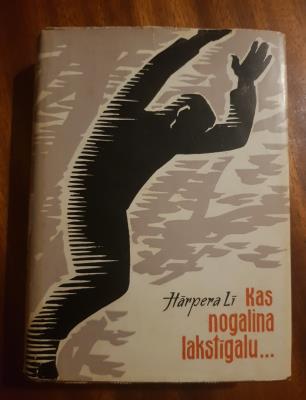 Hārpera Lī
Kas
nogalina
lakstīgalu...